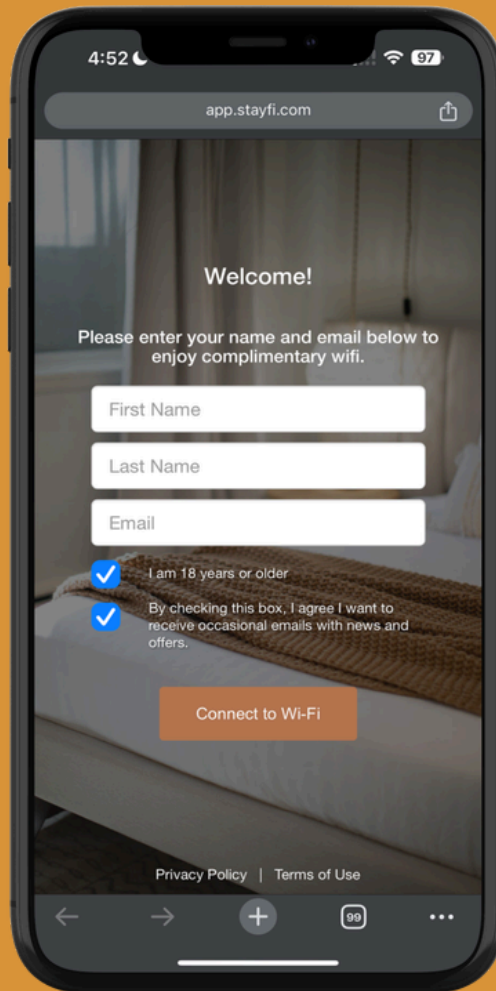 4:52
97
app.stayfi.com
Welcome!
Please enter your name and email below to
enjoy complimentary wifi.
First Name
Last Name
Email
I am 18 years or older
By checking this box, I agree I want to
receive occasional emails with news and
offers.
Connect to Wi-Fi
Privacy Policy | Terms of Use
99